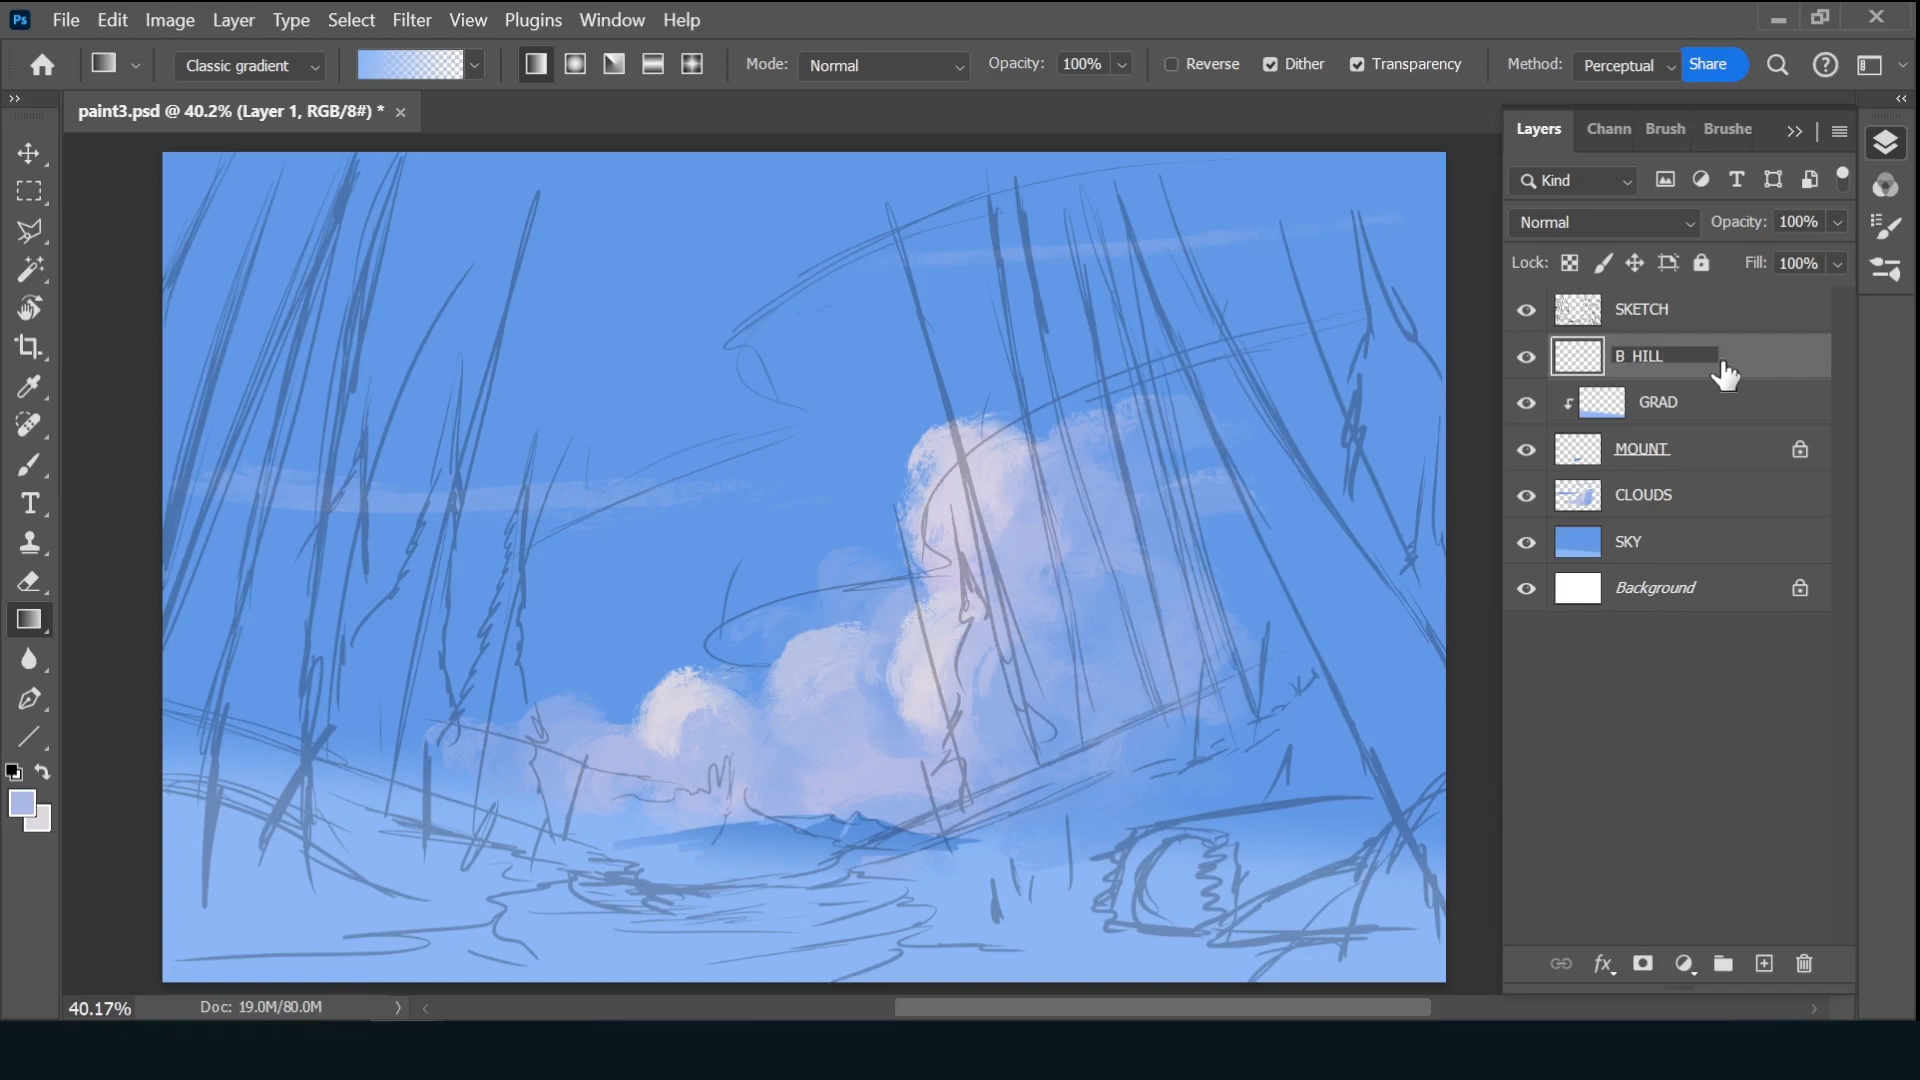 Ps File Edit Image Layer Type Select Filter View Plugins Window Help
Classic gradient Mode: Normal Opacity: 100% Reverse Dither Transparency Method: Perceptual Share
paint3.psd @ 40.2% (Layer 1, RGB/8#) *
Layers Chann Brush Brushe
Kind
Normal Opacity: 100%
Lock: Fill: 100%
SKETCH
B HILL
GRAD
MOUNT
CLOUDS
SKY
Background
fx
40.17% Doc: 19.0M/80.0M